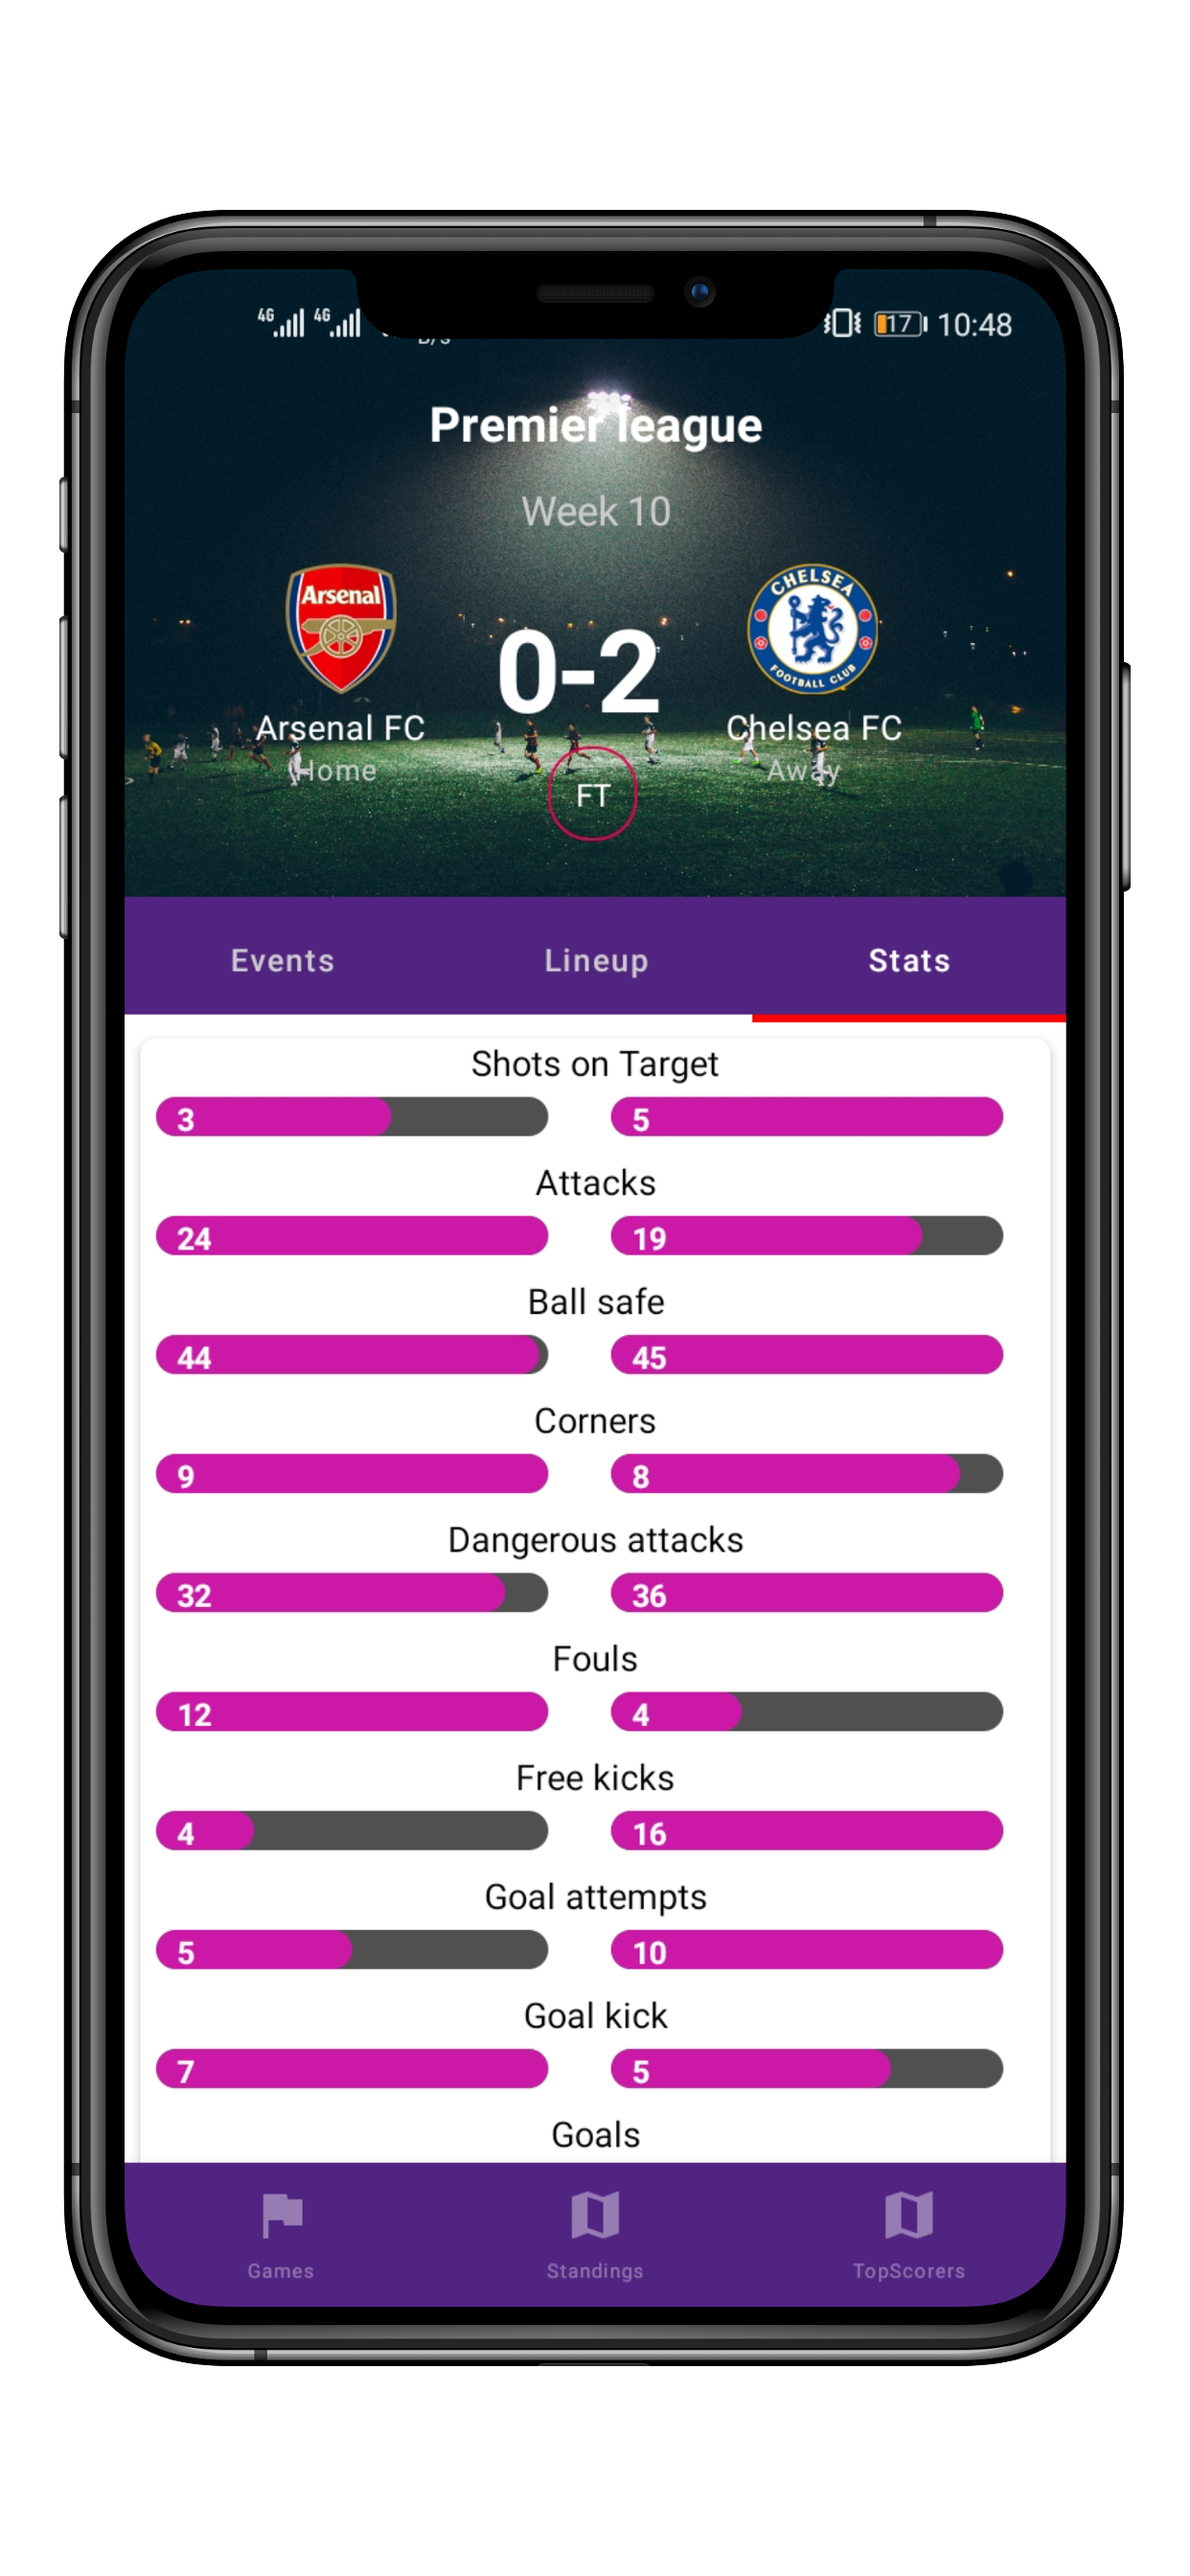 4G 4G 17 10:48
B/s
Premier league
Week 10
Arsenal
CHELSEA
FOOTBALL CLUB
0-2
Arsenal FC Chelsea FC
Home Away
FT
Events Lineup Stats
Shots on Target
3 5
Attacks
24 19
Ball safe
44 45
Corners
9 8
Dangerous attacks
32 36
Fouls
12 4
Free kicks
4 16
Goal attempts
5 10
Goal kick
7 5
Goals
Games Standings TopScorers